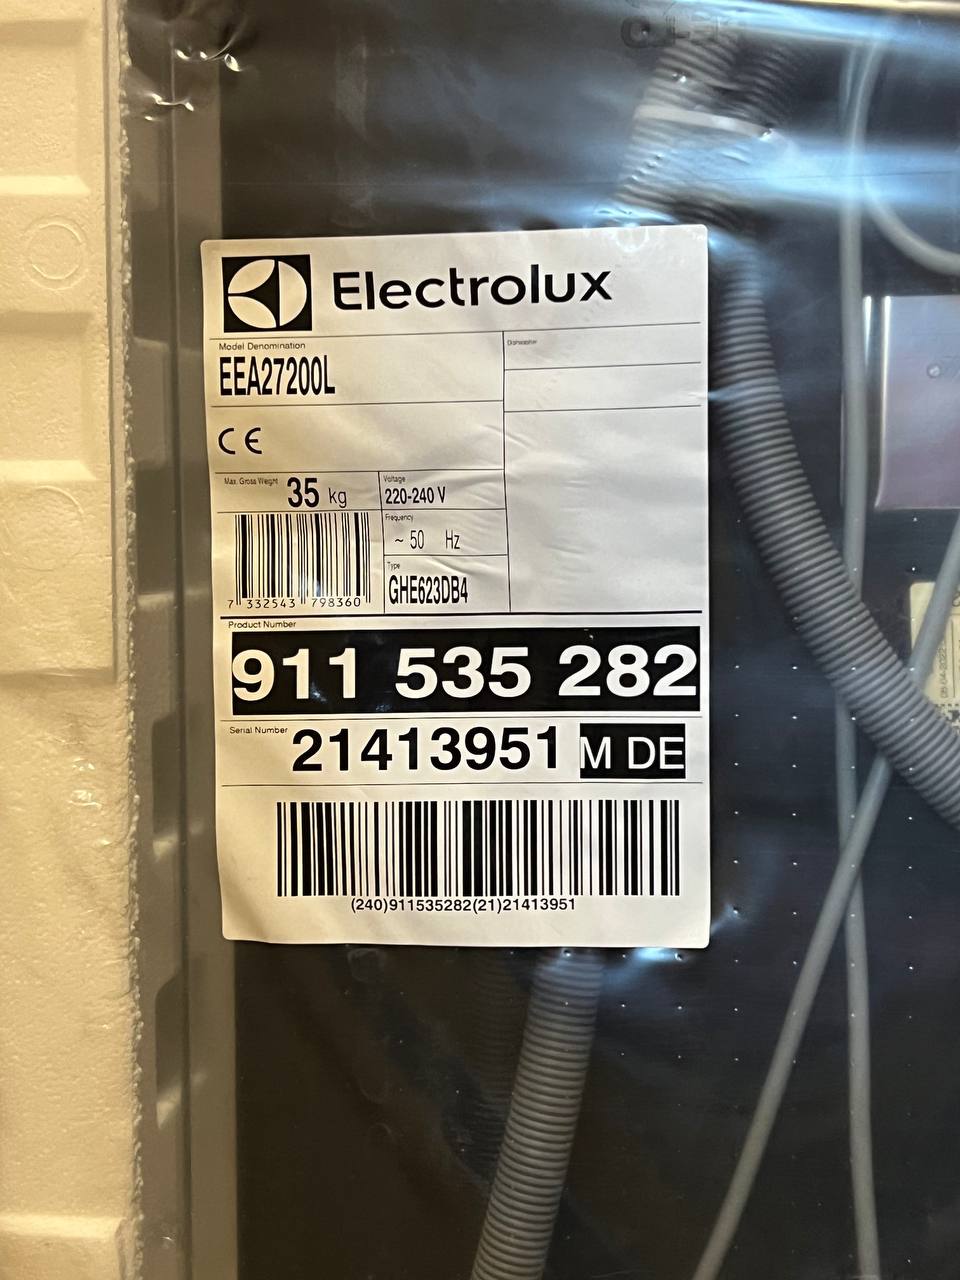 Electrolux
Model Denomination
EEA27200L
Dishwasher
CE
Max. Gross Weight 35 kg
Voltage
220-240 V
Frequency
~ 50 Hz
Type
GHE623DB4
7 332543 798360
Product Number
911 535 282
Serial Number 21413951 M DE
(240)911535282(21)21413951